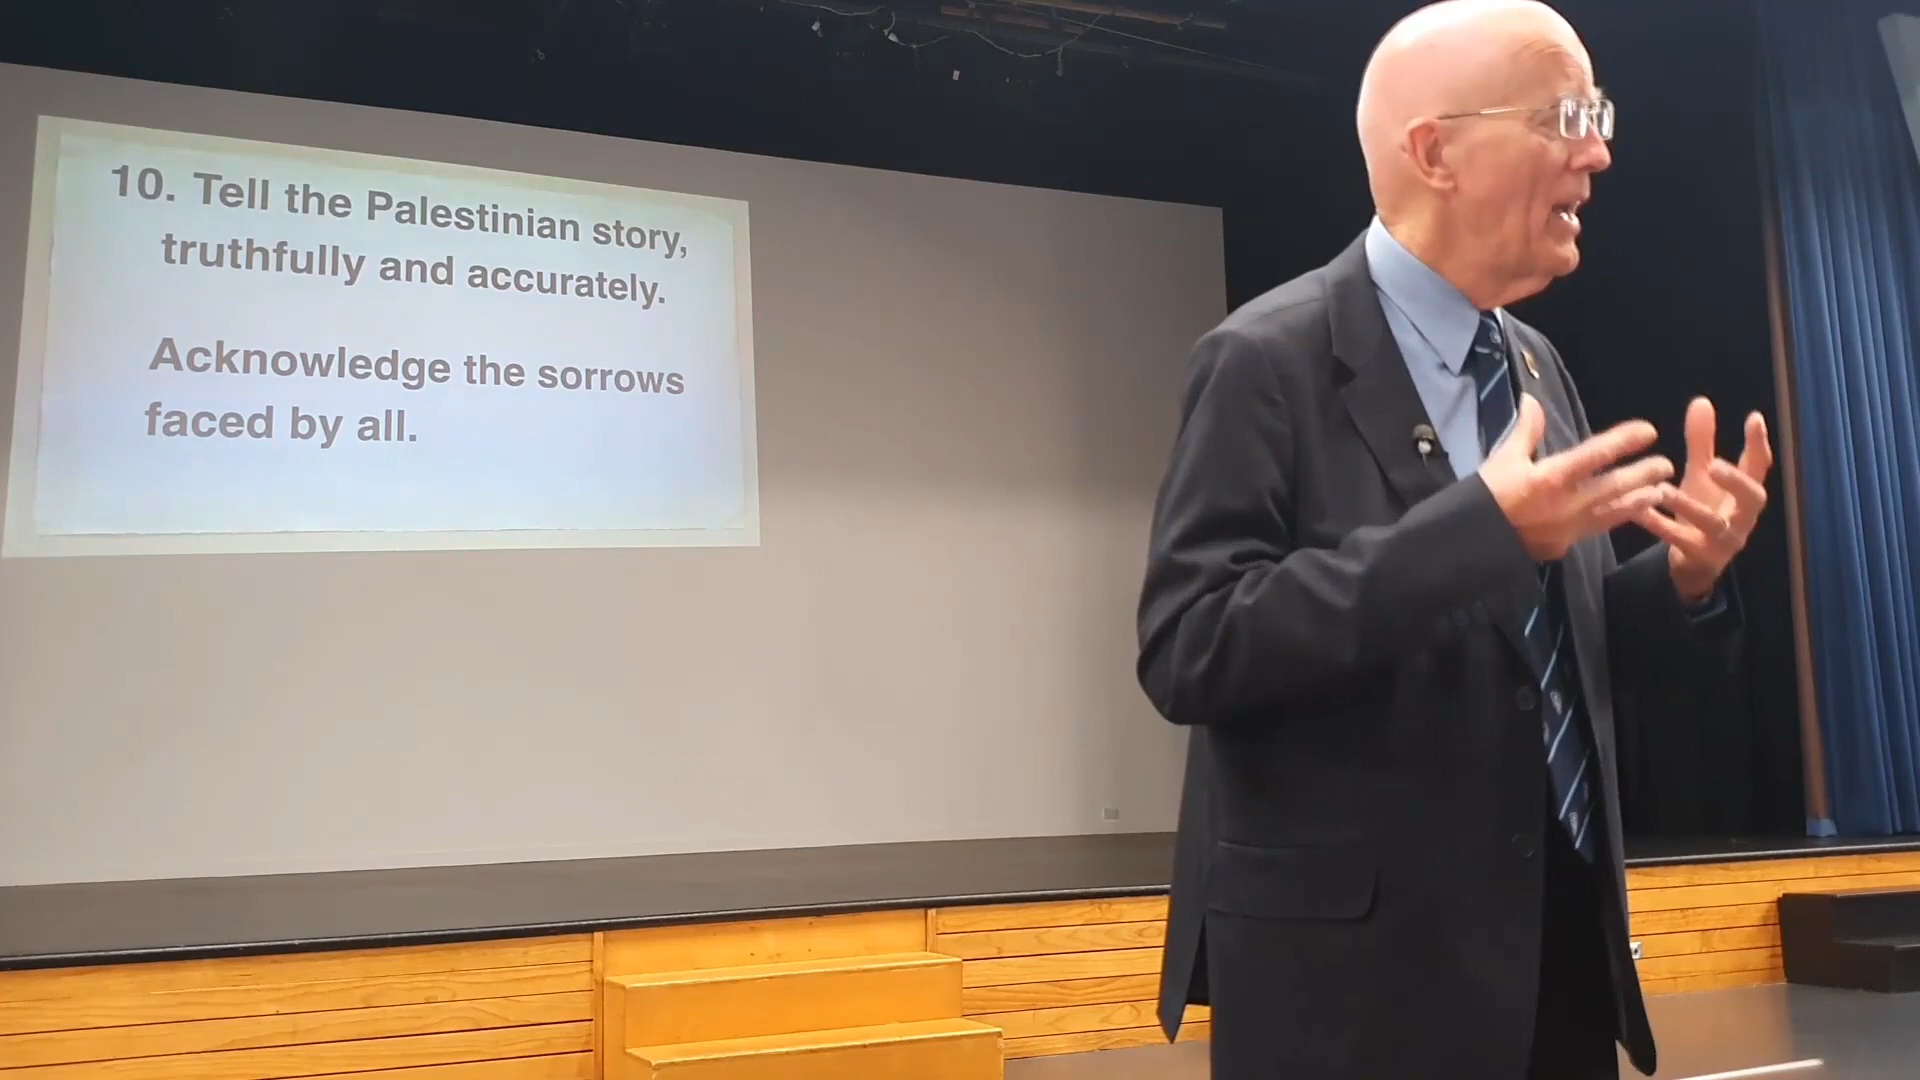 10. Tell the Palestinian story,
truthfully and accurately.
Acknowledge the sorrows
faced by all.